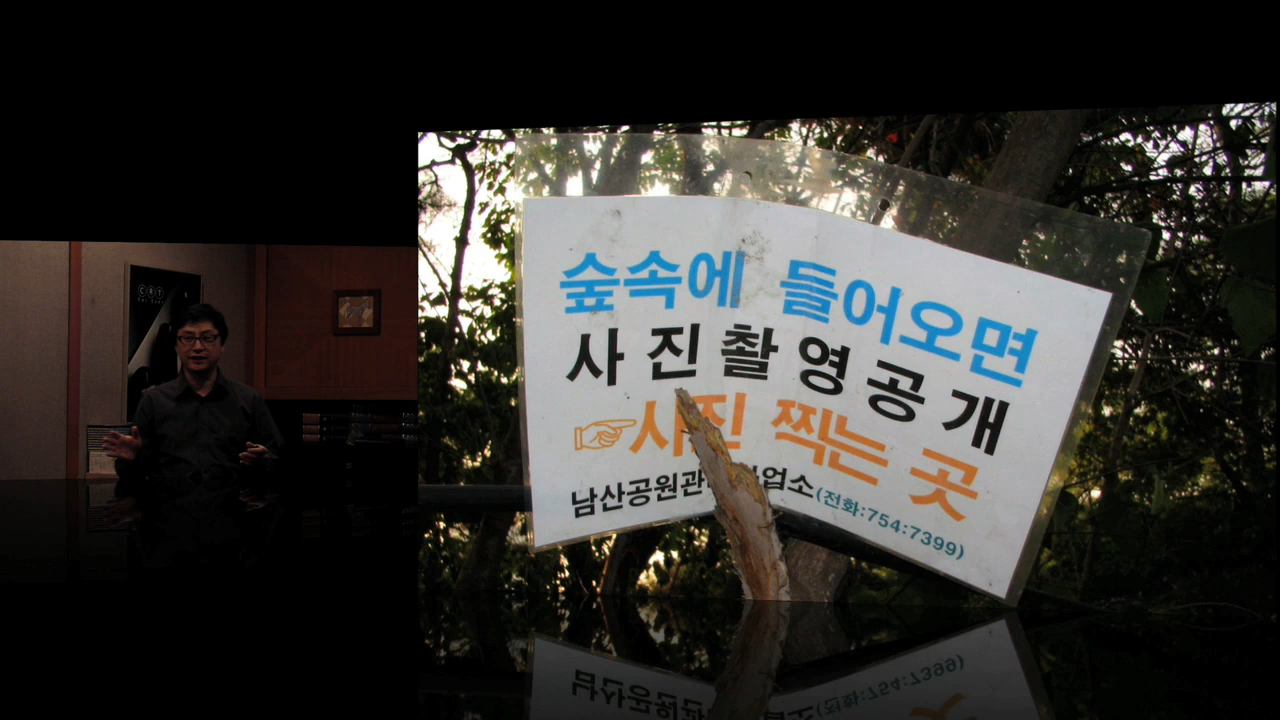 CRT
숲속에 들어오면
사진촬영공개
☞사진 찍는 곳
남산공원관 업소(전화:754:7399)